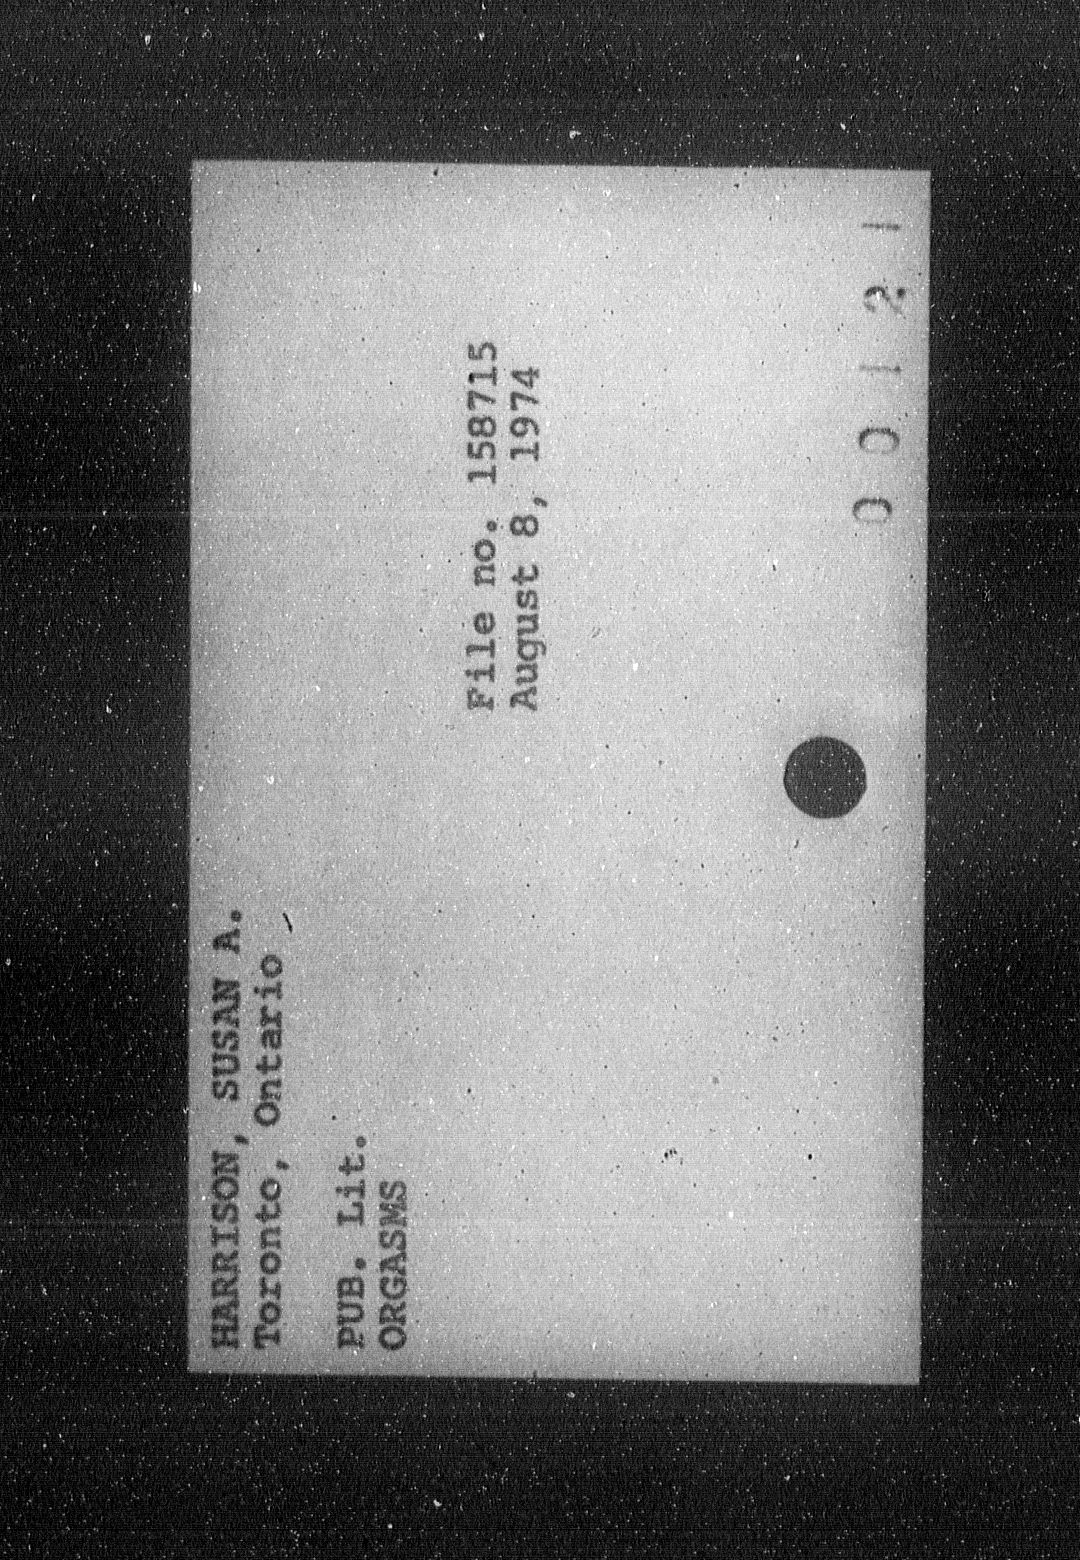 HARRISON, SUSAN A.
Toronto, Ontario
PUB. Lit.
ORGASMS
File no. 158715
August 8, 1974
00121